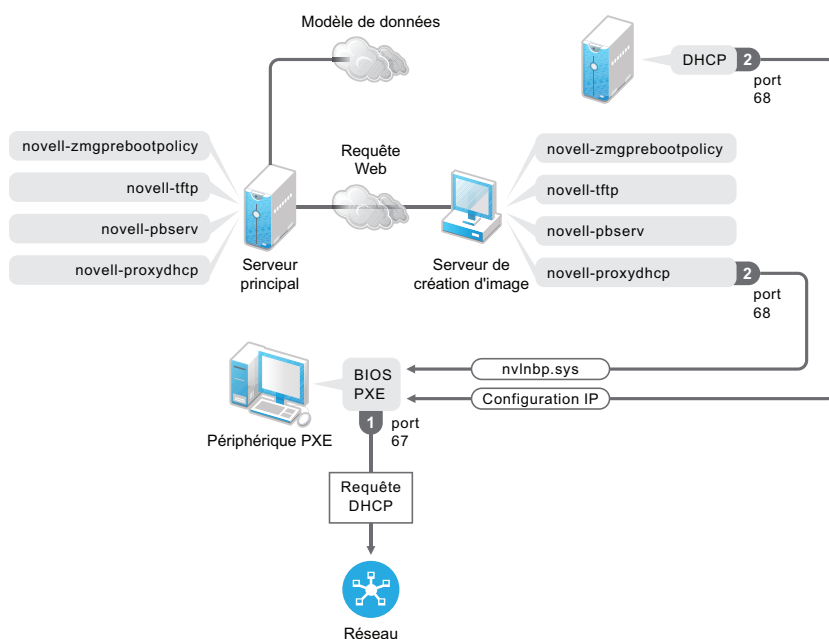 Modèle de données
DHCP
2
port
68
novell-zmgprebootpolicy
novell-tftp
novell-pbserv
novell-proxydhcp
Serveur
principal
Requête
Web
Serveur de
création d'image
novell-zmgprebootpolicy
novell-tftp
novell-pbserv
novell-proxydhcp
2
port
68
nvlnbp.sys
Configuration IP
BIOS
PXE
1
port
67
Périphérique PXE
Requête
DHCP
Réseau